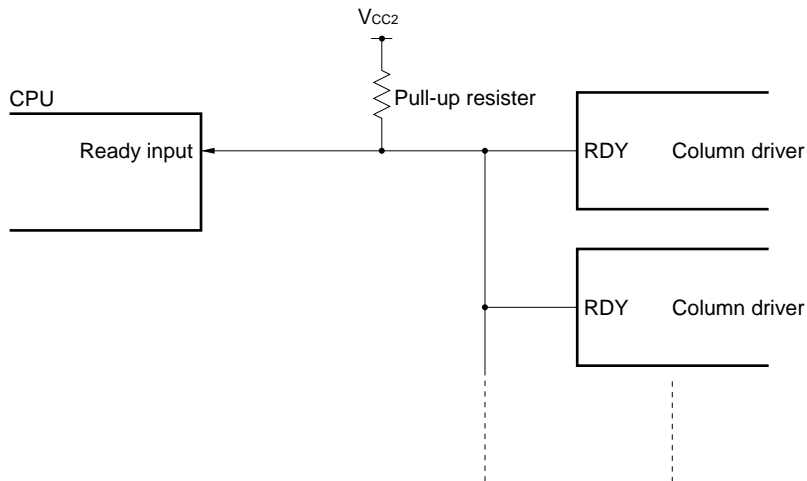 VCC2
Pull-up resister
CPU
Ready input
RDY Column driver
RDY Column driver